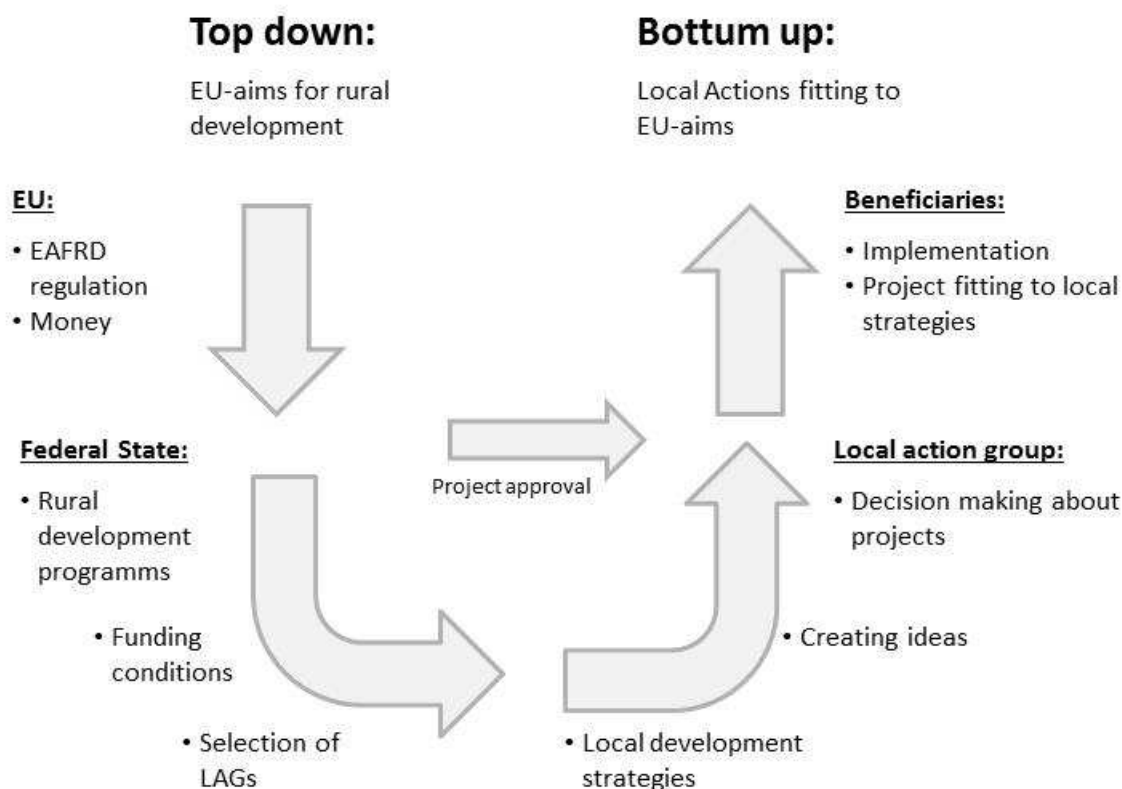 Top down:
EU-aims for rural
development
Bottum up:
Local Actions fitting to
EU-aims
EU:
• EAFRD
regulation
• Money
Beneficiaries:
• Implementation
• Project fitting to local
strategies
Federal State:
• Rural
development
programms
• Funding
conditions
• Selection of
LAGs
Project approval
Local action group:
• Decision making about
projects
• Creating ideas
• Local development
strategies